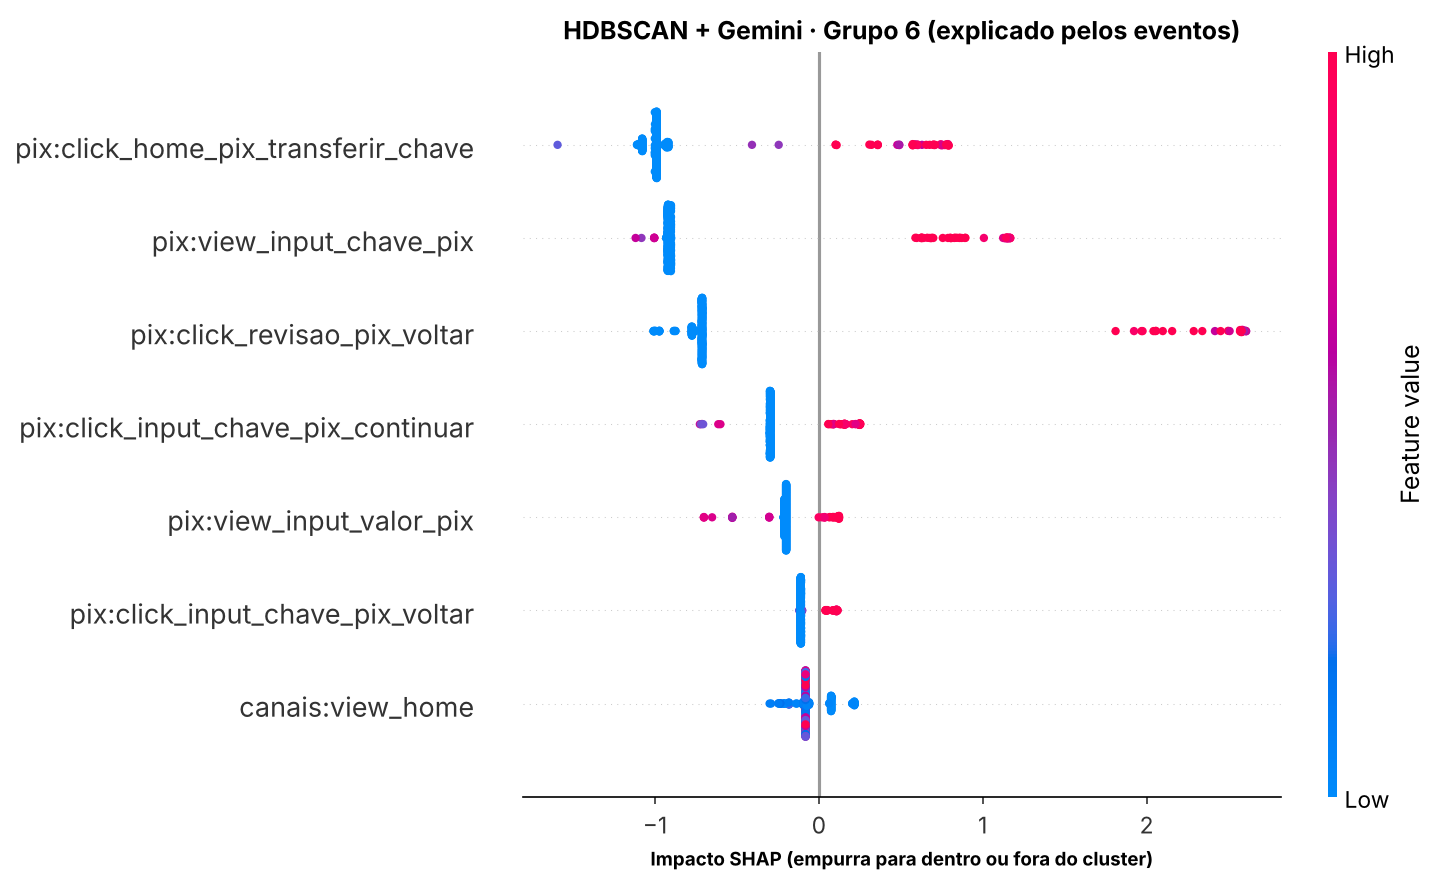 HDBSCAN + Gemini · Grupo 6 (explicado pelos eventos)
High
pix:click_home_pix_transferir_chave
pix:view_input_chave_pix
pix:click_revisao_pix_voltar
pix:click_input_chave_pix_continuar
pix:view_input_valor_pix
pix:click_input_chave_pix_voltar
canais:view_home
Feature value
Low
−1 0 1 2
Impacto SHAP (empurra para dentro ou fora do cluster)